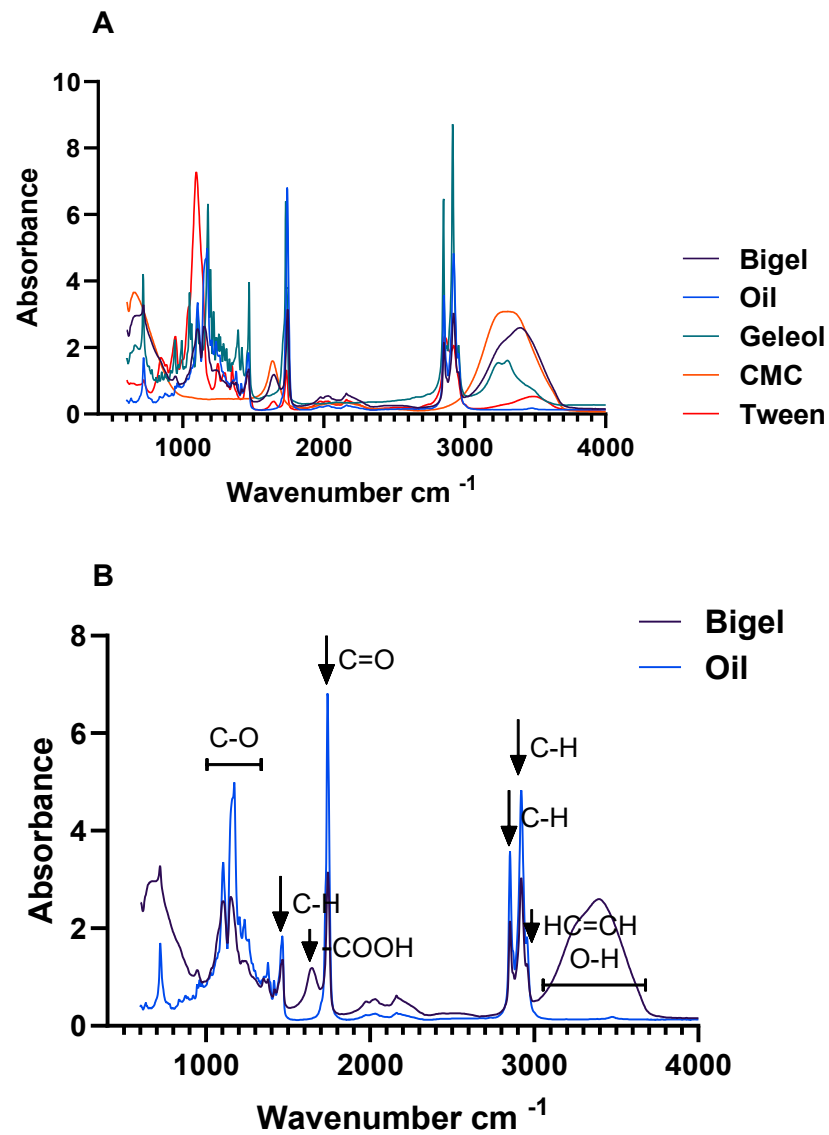 A
10
8
6
4
2
0
Absorbance
1000
2000
3000
4000
Wavenumber cm -1
Bigel
Oil
Geleol
CMC
Tween
B
8
6
4
2
0
Absorbance
1000
2000
3000
4000
Wavenumber cm -1
Bigel
Oil
C=O
C-O
C-H
C-H
C-H
-COOH
HC=CH
O-H